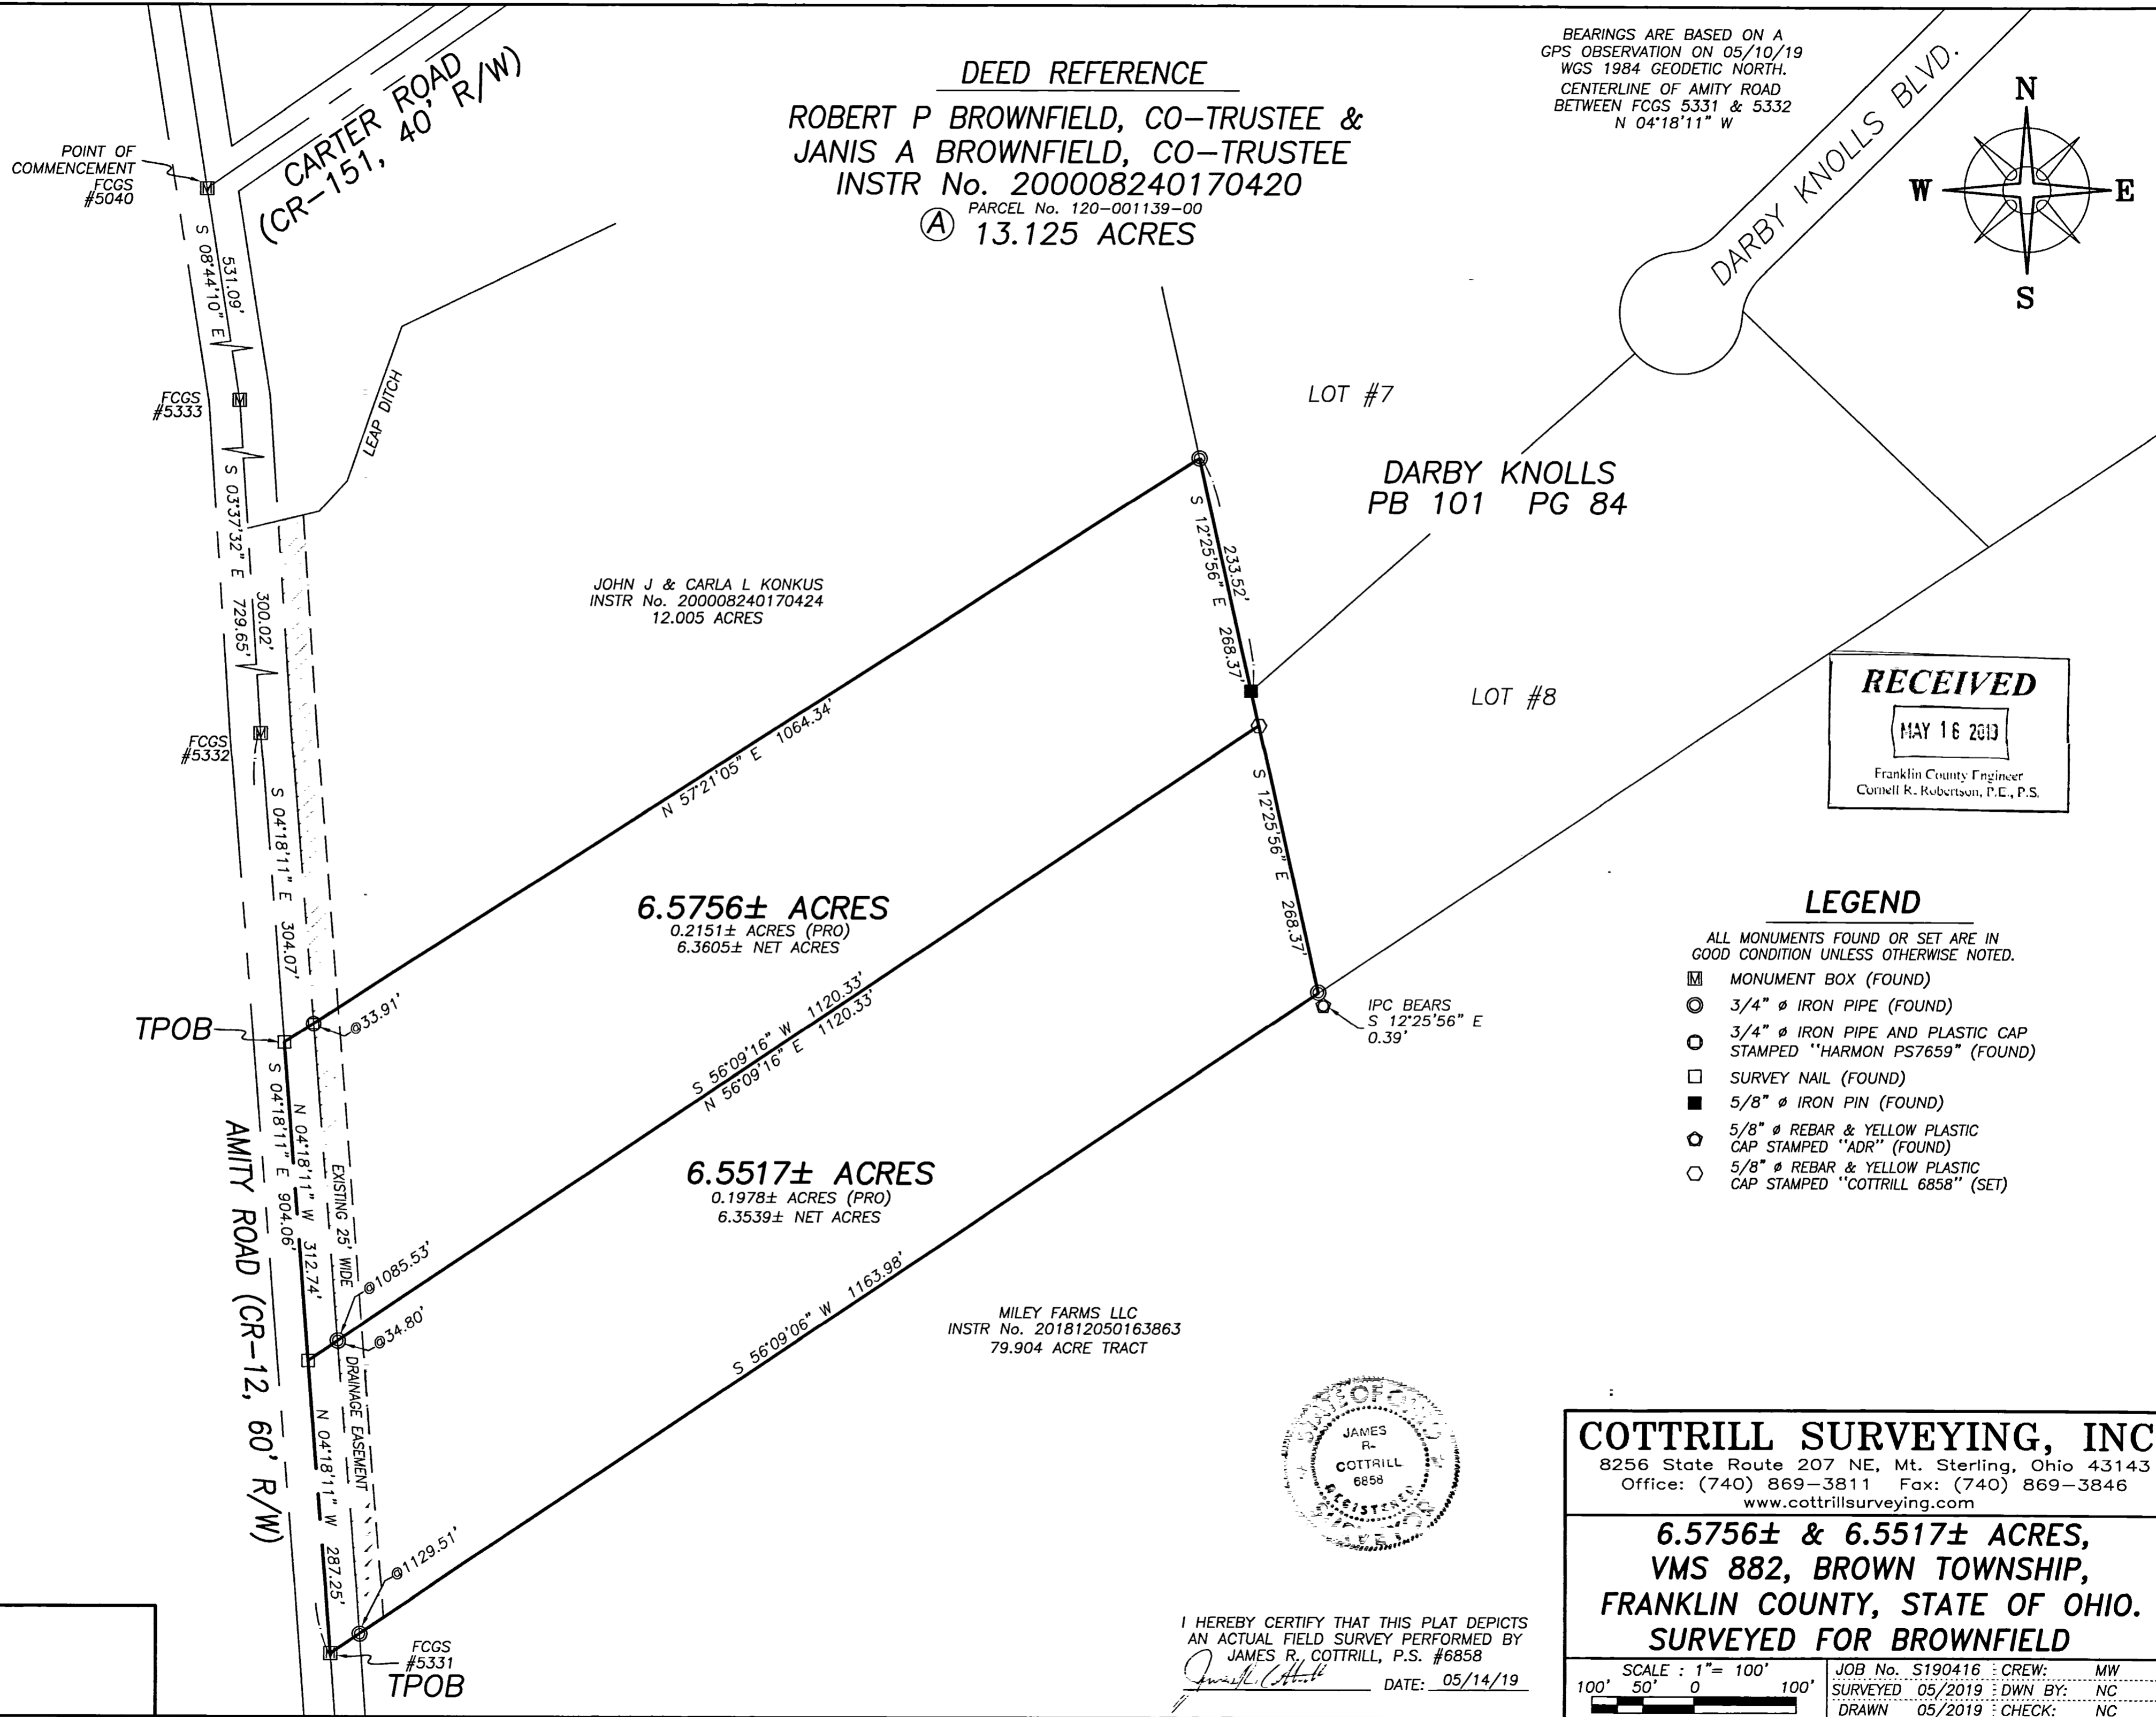 BEARINGS ARE BASED ON A
GPS OBSERVATION ON 05/10/19
WGS 1984 GEODETIC NORTH.
CENTERLINE OF AMITY ROAD
BETWEEN FCGS 5331 & 5332
N 04°18'11" W
N
W
E
S
DEED REFERENCE
ROBERT P BROWNFIELD, CO-TRUSTEE &
JANIS A BROWNFIELD, CO-TRUSTEE
INSTR No. 200008240170420
PARCEL No. 120-001139-00
A 13.125 ACRES
CARTER ROAD
(CR-151, 40' R/W)
POINT OF
COMMENCEMENT
FCGS
#5040
531.09'
S 08°44'10" E
FCGS
#5333
LEAP DITCH
DARBY KNOLLS BLVD.
LOT #7
DARBY KNOLLS
PB 101 PG 84
LOT #8
S 03°37'32" E 729.65'
300.02'
FCGS
#5332
JOHN J & CARLA L KONKUS
INSTR No. 200008240170424
12.005 ACRES
233.52'
S 12°25'56" E 268.37'
S 12°25'56" E 268.37'
N 57°21'05" E 1064.34'
S 04°18'11" E 304.07'
RECEIVED
MAY 16 2019
Franklin County Engineer
Cornell R. Robertson, P.E., P.S.
6.5756± ACRES
0.2151± ACRES (PRO)
6.3605± NET ACRES
TPOB
@33.91'
S 56°09'16" W 1120.33'
N 56°09'16" E 1120.33'
IPC BEARS
S 12°25'56" E
0.39'
LEGEND
ALL MONUMENTS FOUND OR SET ARE IN
GOOD CONDITION UNLESS OTHERWISE NOTED.
M MONUMENT BOX (FOUND)
3/4" ø IRON PIPE (FOUND)
3/4" ø IRON PIPE AND PLASTIC CAP
STAMPED "HARMON PS7659" (FOUND)
SURVEY NAIL (FOUND)
5/8" ø IRON PIN (FOUND)
5/8" ø REBAR & YELLOW PLASTIC
CAP STAMPED "ADR" (FOUND)
5/8" ø REBAR & YELLOW PLASTIC
CAP STAMPED "COTTRILL 6858" (SET)
S 04°18'11" E 904.06'
N 04°18'11" W 312.74'
EXISTING 25' WIDE
DRAINAGE EASEMENT
AMITY ROAD (CR-12, 60' R/W)
6.5517± ACRES
0.1978± ACRES (PRO)
6.3539± NET ACRES
@1085.53'
@34.80'
S 56°09'06" W 1163.98'
N 04°18'11" W 287.25'
@1129.51'
FCGS
#5331
TPOB
MILEY FARMS LLC
INSTR No. 201812050163863
79.904 ACRE TRACT
STATE OF OHIO
JAMES
R-
COTTRILL
6858
REGISTERED
I HEREBY CERTIFY THAT THIS PLAT DEPICTS
AN ACTUAL FIELD SURVEY PERFORMED BY
JAMES R. COTTRILL, P.S. #6858
DATE: 05/14/19
COTTRILL SURVEYING, INC
8256 State Route 207 NE, Mt. Sterling, Ohio 43143
Office: (740) 869-3811 Fax: (740) 869-3846
www.cottrillsurveying.com
6.5756± & 6.5517± ACRES,
VMS 882, BROWN TOWNSHIP,
FRANKLIN COUNTY, STATE OF OHIO.
SURVEYED FOR BROWNFIELD
SCALE : 1"= 100'
100' 50' 0 100'
JOB No. S190416 CREW: MW
SURVEYED 05/2019 DWN BY: NC
DRAWN 05/2019 CHECK: NC